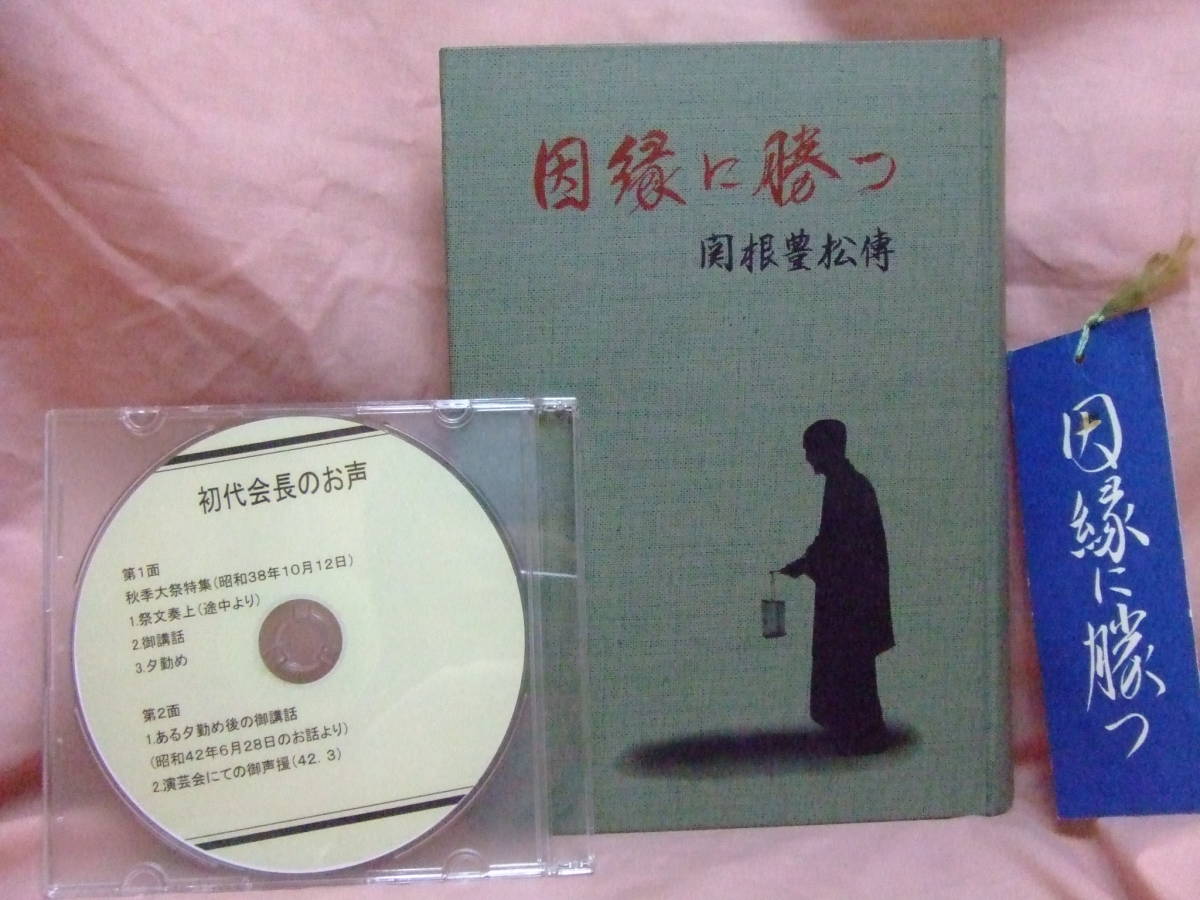 因縁に勝つ
関根豊松傳
初代会長のお声
第1面
秋季大祭特集(昭和38年10月12日)
1.祭文奏上(途中より)
2.御講話
3.夕勤め
第2面
1.ある夕勤め後の御講話
(昭和42年6月28日のお話より)
2.演芸会にての御声援(42.3)
因縁に勝つ